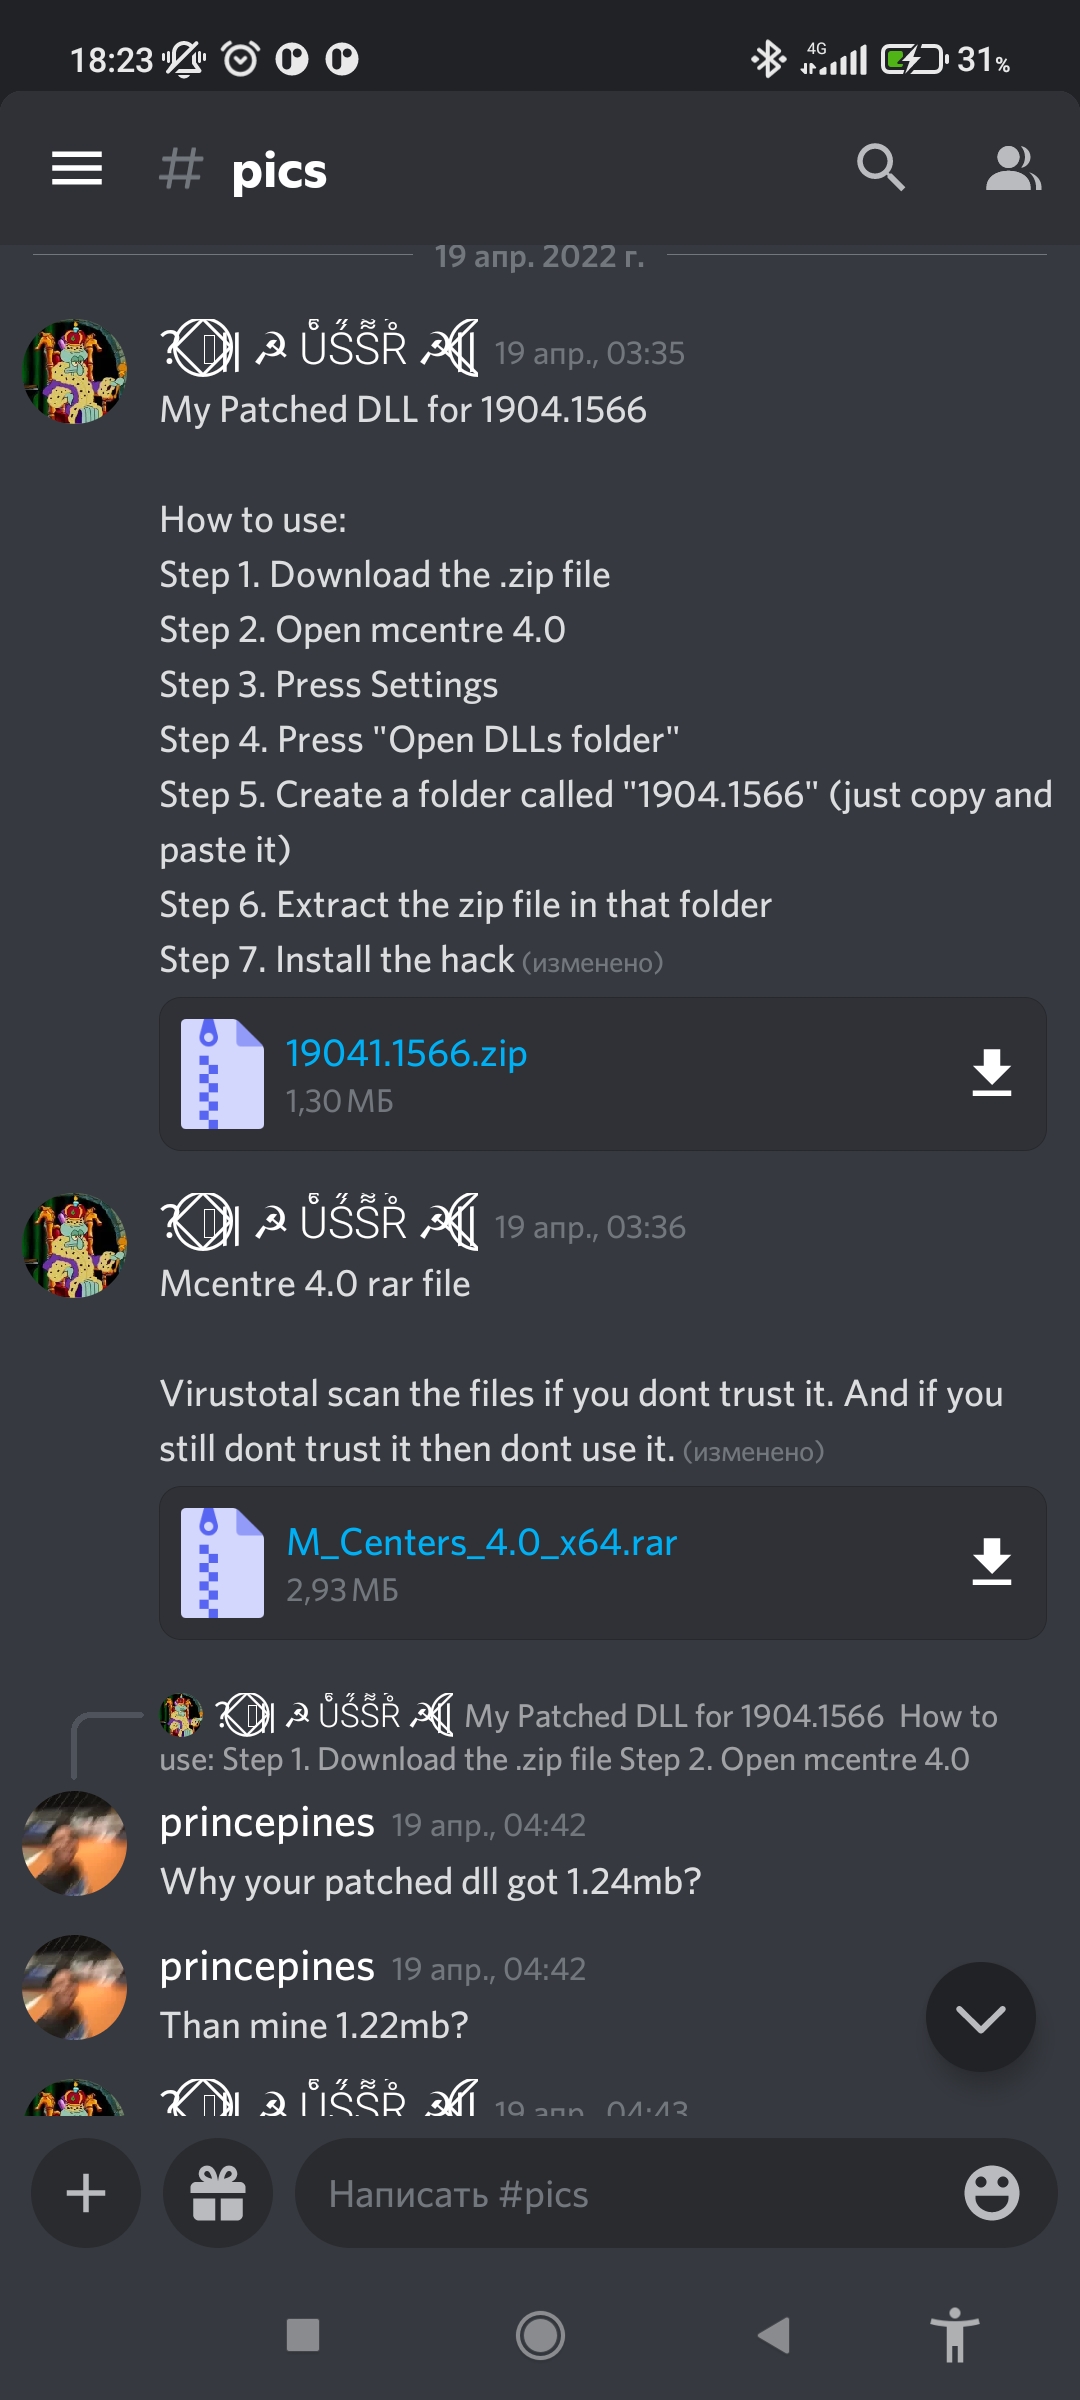 18:23 4G 31%
# pics
19 апр. 2022 г.
ÙSSR 19 апр., 03:35
My Patched DLL for 1904.1566
How to use:
Step 1. Download the .zip file
Step 2. Open mcentre 4.0
Step 3. Press Settings
Step 4. Press "Open DLLs folder"
Step 5. Create a folder called "1904.1566" (just copy and
paste it)
Step 6. Extract the zip file in that folder
Step 7. Install the hack (изменено)
19041.1566.zip
1,30 МБ
19 апр., 03:36
Mcentre 4.0 rar file
Virustotal scan the files if you dont trust it. And if you
still dont trust it then dont use it. (изменено)
M_Centers_4.0_x64.rar
2,93 МБ
My Patched DLL for 1904.1566 How to
use: Step 1. Download the .zip file Step 2. Open mcentre 4.0
princepines 19 апр., 04:42
Why your patched dll got 1.24mb?
princepines 19 апр., 04:42
Than mine 1.22mb?
19 апр., 04:43
Написать #pics